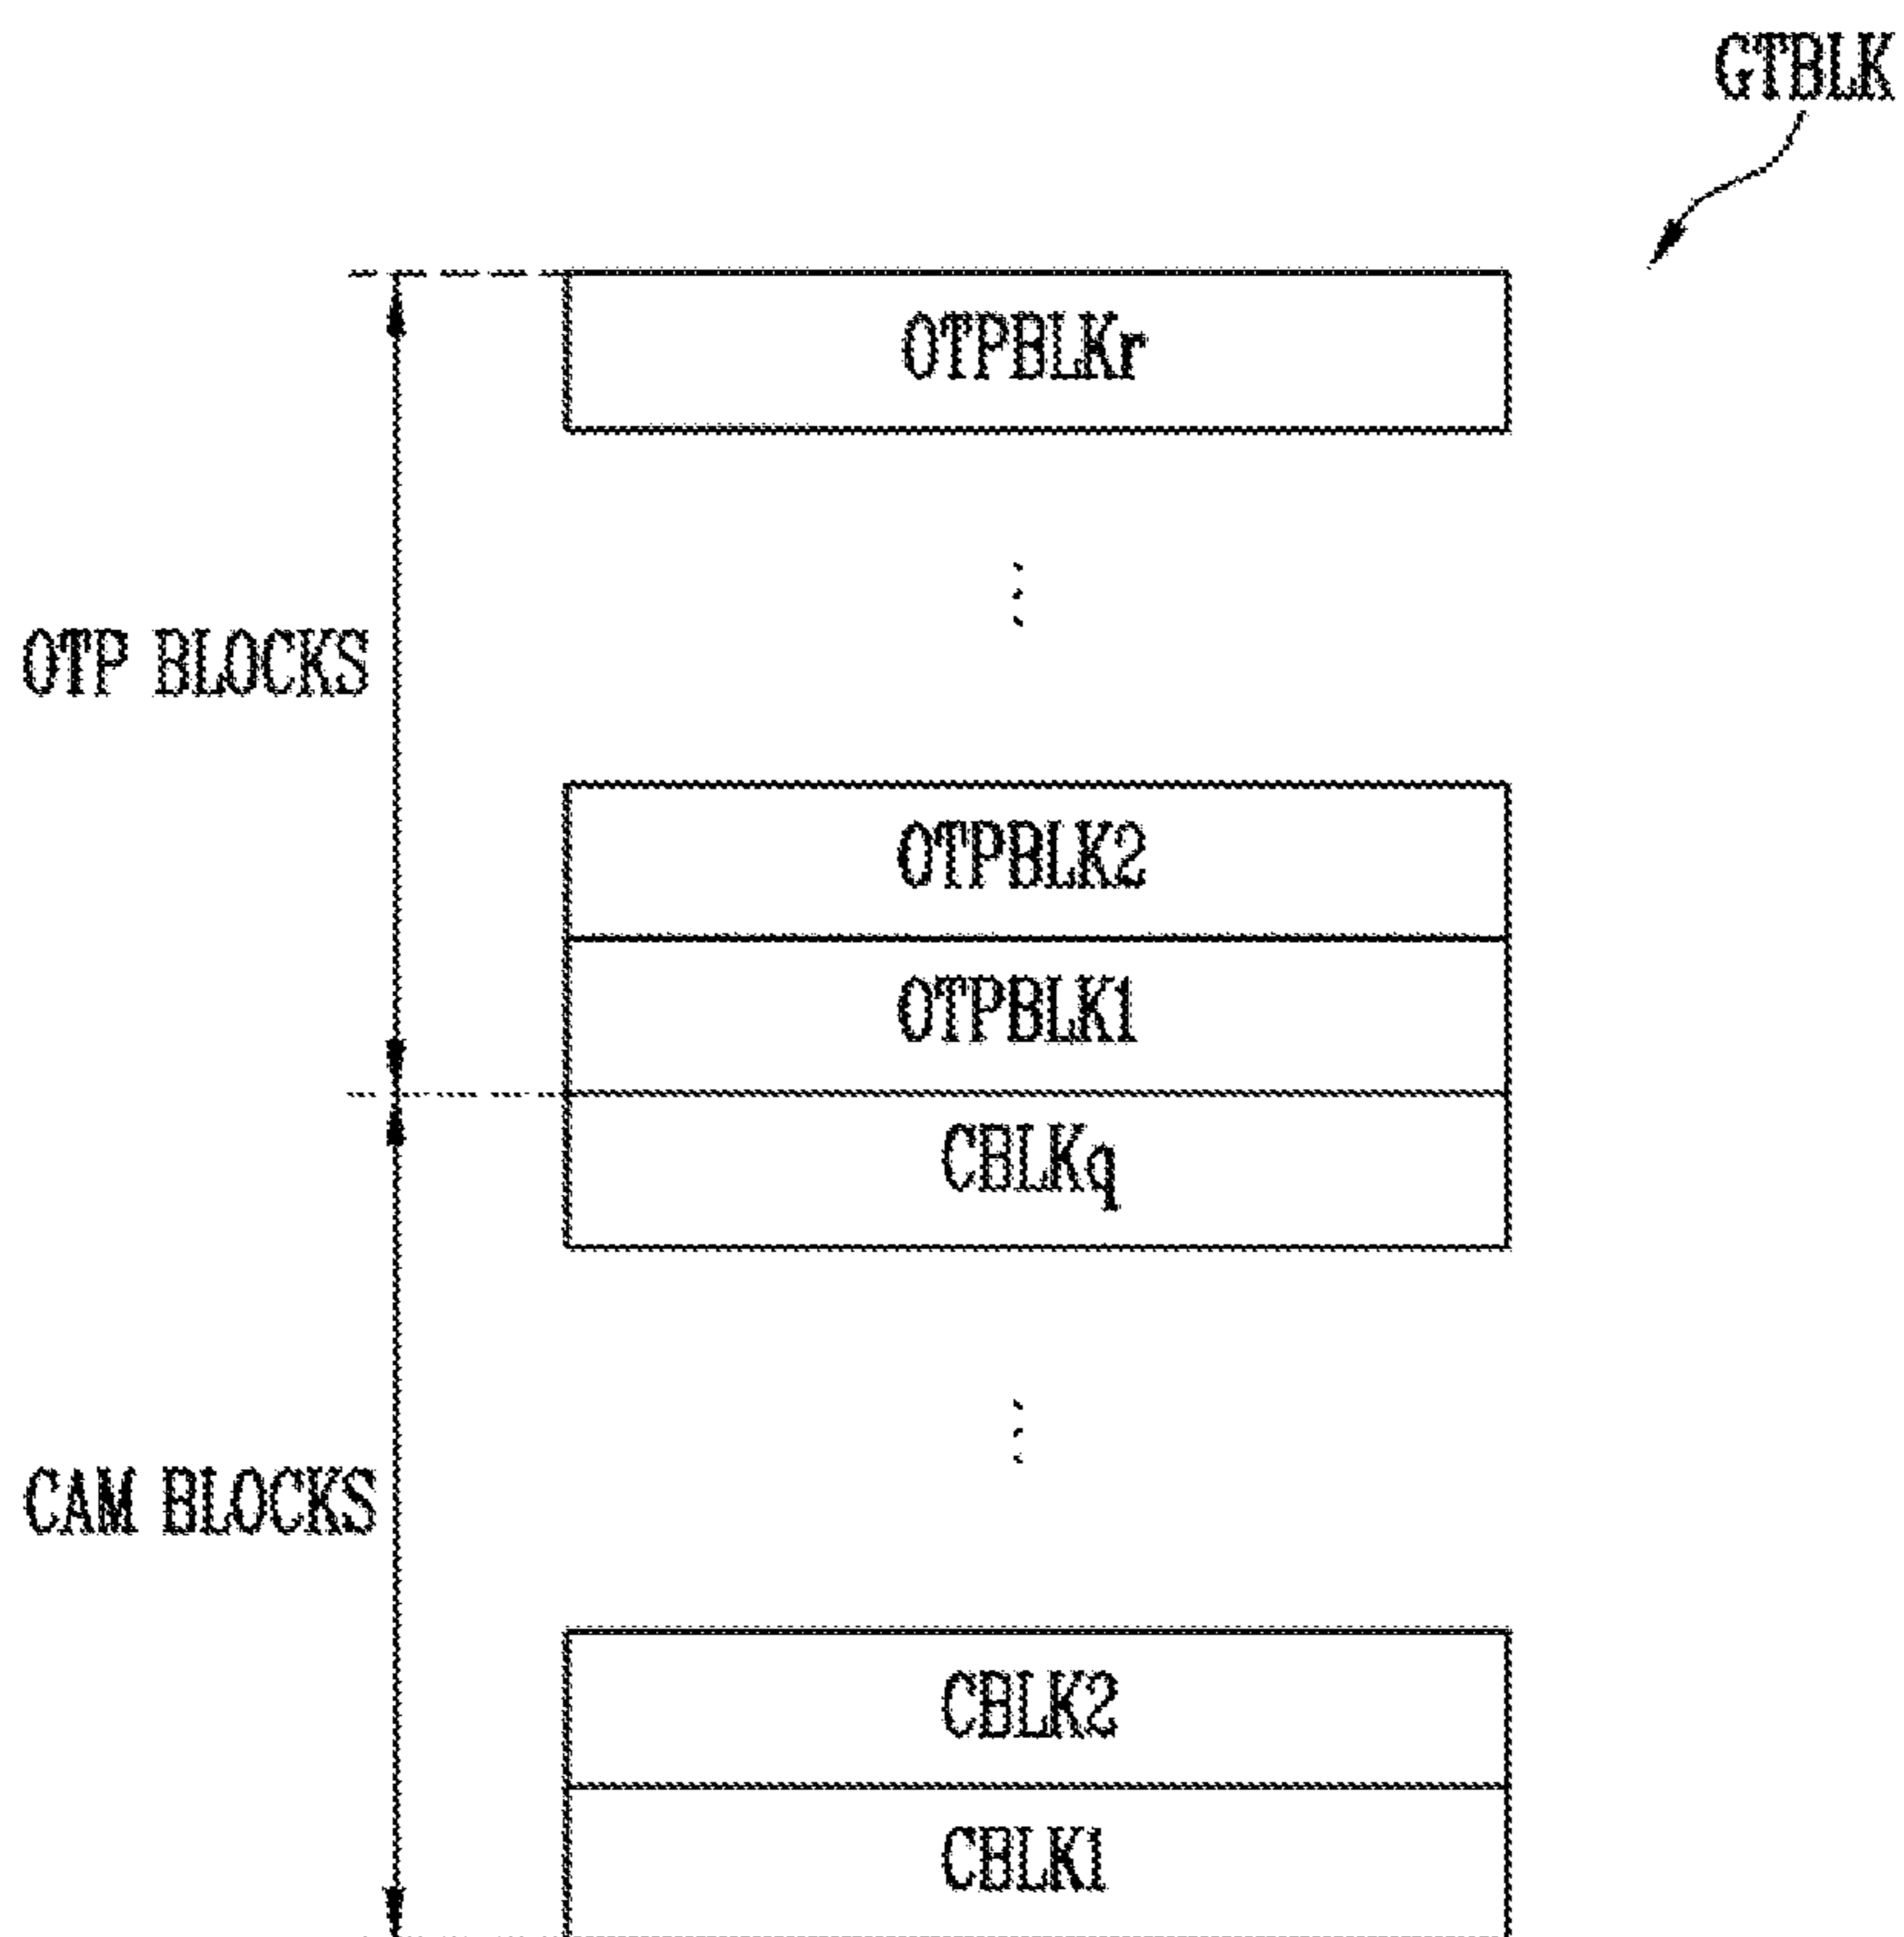 GTBLK
OTPBLKr
OTP BLOCKS
OTPBLK2
OTPBLK1
CBLKq
CAM BLOCKS
CBLK2
CBLK1